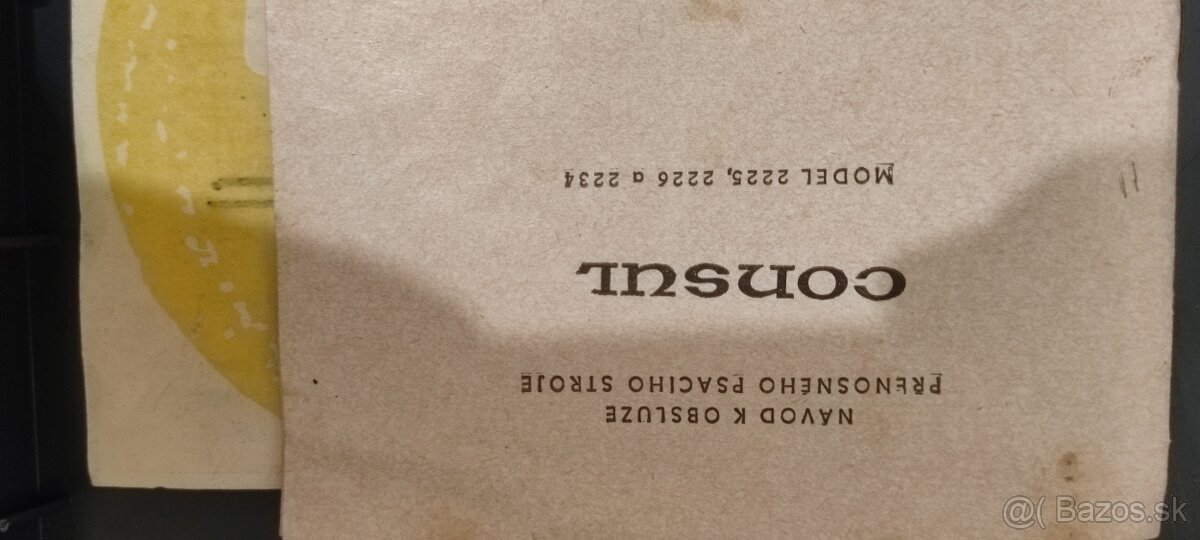 NÁVOD K OBSLUZE
PŘENOSNÉHO PSACÍHO STROJE
CONSUL
MODEL 2225, 2226 a 2234
@( Bazos.sk